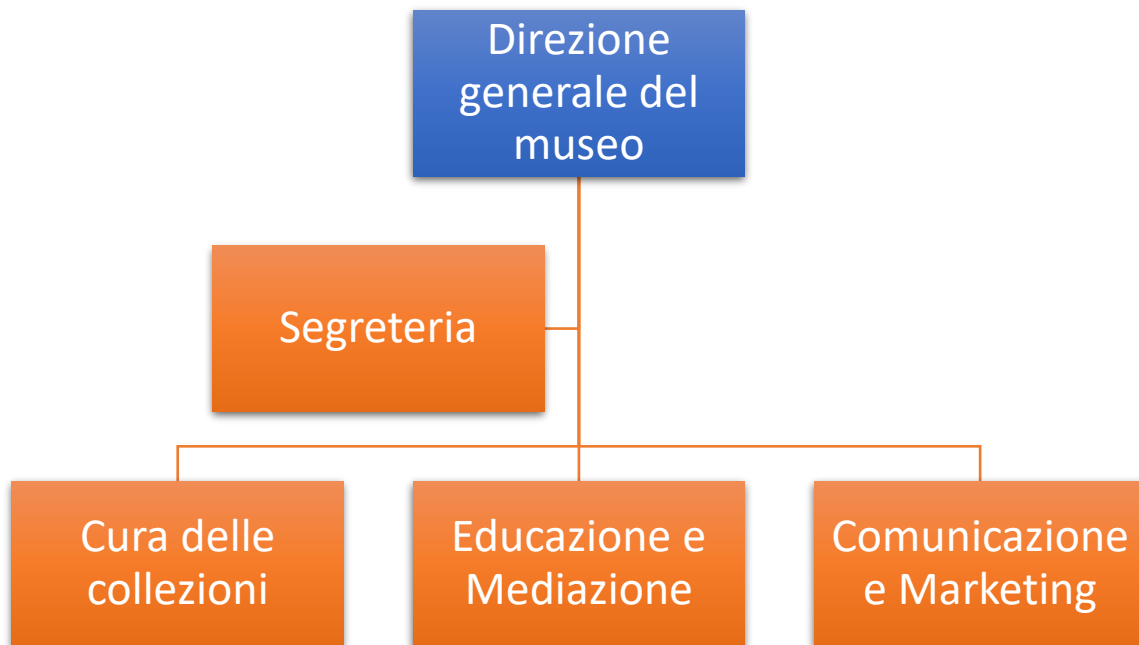 Direzione
generale del
museo
Segreteria
Cura delle
collezioni
Educazione e
Mediazione
Comunicazione
e Marketing